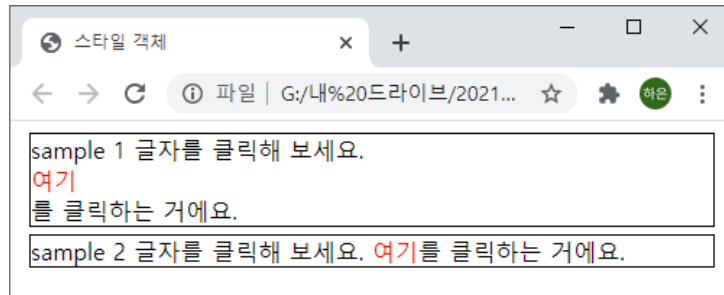 스타일 객체
파일
G:/내%20드라이브/2021...
하은
sample 1 글자를 클릭해 보세요.
여기
를 클릭하는 거에요.
sample 2 글자를 클릭해 보세요. 여기를 클릭하는 거에요.